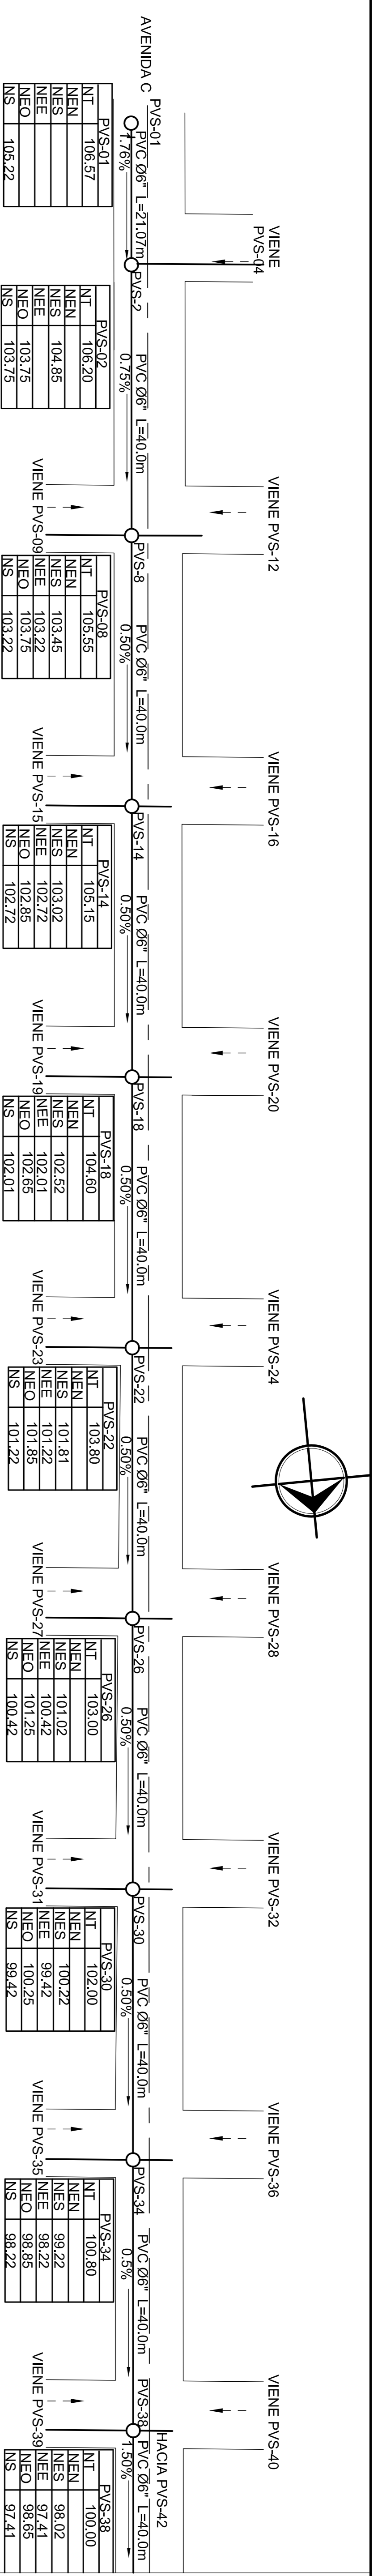 AVENIDA C
PVS-01
PVC Ø6" L=21.07m
1.76%
VIENE
PVS-04
PVS-2
PVS-01
NT 106.57
NEN
NES
NEE
NEO
NS 105.22
PVC Ø6" L=40.0m
0.75%
PVS-02
NT 106.20
NEN
NES 104.85
NEE
NEO 103.75
NS 103.75
VIENE PVS-12
VIENE PVS-09
PVS-8
PVC Ø6" L=40.0m
0.50%
PVS-08
NT 105.55
NEN
NES 103.45
NEE 103.22
NEO 103.75
NS 103.22
VIENE PVS-16
VIENE PVS-15
PVS-14
PVC Ø6" L=40.0m
0.50%
PVS-14
NT 105.15
NEN
NES 103.02
NEE 102.72
NEO 102.85
NS 102.72
VIENE PVS-20
VIENE PVS-19
PVS-18
PVC Ø6" L=40.0m
0.50%
PVS-18
NT 104.60
NEN
NES 102.52
NEE 102.01
NEO 102.65
NS 102.01
VIENE PVS-24
VIENE PVS-23
PVS-22
PVC Ø6" L=40.0m
0.50%
PVS-22
NT 103.80
NEN
NES 101.81
NEE 101.22
NEO 101.85
NS 101.22
VIENE PVS-28
VIENE PVS-27
PVS-26
PVC Ø6" L=40.0m
0.50%
PVS-26
NT 103.00
NEN
NES 101.02
NEE 100.42
NEO 101.25
NS 100.42
VIENE PVS-32
VIENE PVS-31
PVS-30
PVC Ø6" L=40.0m
0.50%
PVS-30
NT 102.00
NEN
NES 100.22
NEE 99.42
NEO 100.25
NS 99.42
VIENE PVS-36
VIENE PVS-35
PVS-34
PVC Ø6" L=40.0m
0.5%
PVS-34
NT 100.80
NEN
NES 99.22
NEE 98.22
NEO 98.85
NS 98.22
VIENE PVS-40
VIENE PVS-39
PVS-38
HACIA PVS-42
PVC Ø6" L=40.0m
1.50%
PVS-38
NT 100.00
NEN
NES 98.02
NEE 97.41
NEO 98.65
NS 97.41